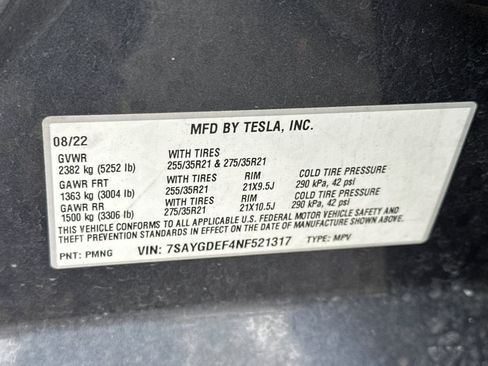 MFD BY TESLA, INC.
08/22
GVWR WITH TIRES
2382 kg (5252 lb) 255/35R21 & 275/35R21
GAWR FRT WITH TIRES RIM COLD TIRE PRESSURE
1363 kg (3004 lb) 255/35R21 21X9.5J 290 kPa, 42 psi
GAWR RR WITH TIRES RIM COLD TIRE PRESSURE
1500 kg (3306 lb) 275/35R21 21X10.5J 290 kPa, 42 psi
THIS VEHICLE CONFORMS TO ALL APPLICABLE U.S. FEDERAL MOTOR VEHICLE SAFETY AND
THEFT PREVENTION STANDARDS IN EFFECT ON THE DATE OF MANUFACTURE SHOWN ABOVE.
PNT: PMNG VIN: 7SAYGDEF4NF521317 TYPE: MPV